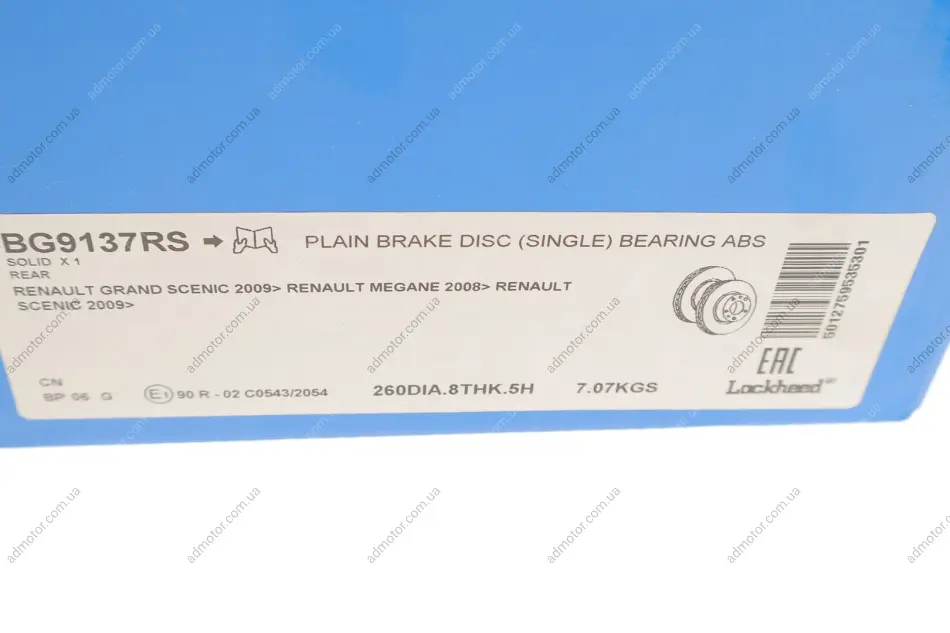 BG9137RS
PLAIN BRAKE DISC (SINGLE) BEARING ABS
SOLID X 1
REAR
RENAULT GRAND SCENIC 2009> RENAULT MEGANE 2008> RENAULT
SCENIC 2009>
5012759535301
EAC
Lockheed
CN
BP 06 G
E1 90 R - 02 C0543/2054
260DIA.8THK.5H
7.07KGS
admotor.com.ua